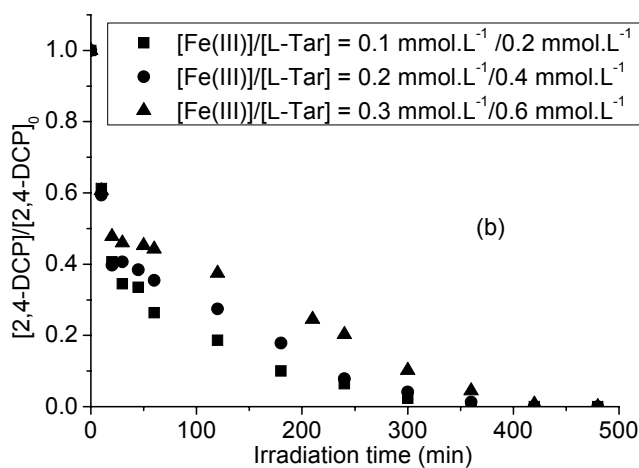 [Fe(III)]/[L-Tar] = 0.1 mmol.L⁻¹ /0.2 mmol.L⁻¹
[Fe(III)]/[L-Tar] = 0.2 mmol.L⁻¹/0.4 mmol.L⁻¹
[Fe(III)]/[L-Tar] = 0.3 mmol.L⁻¹/0.6 mmol.L⁻¹
(b)
[2,4-DCP]/[2,4-DCP]₀
1.0
0.8
0.6
0.4
0.2
0.0
0 100 200 300 400 500
Irradiation time (min)